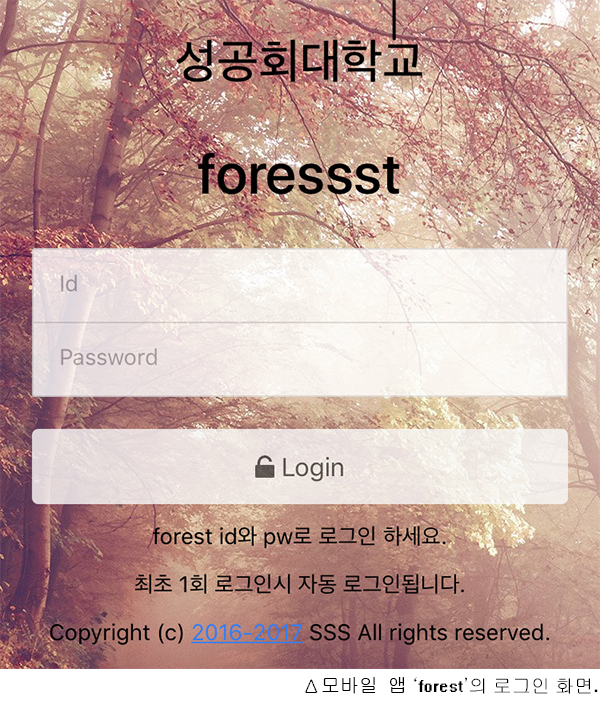 성공회대학교
foressst
Id
Password
Login
forest id와 pw로 로그인 하세요.
최초 1회 로그인시 자동 로그인됩니다.
Copyright (c) 2016-2017 SSS All rights reserved.
△모바일 앱 ‘forest’의 로그인 화면.